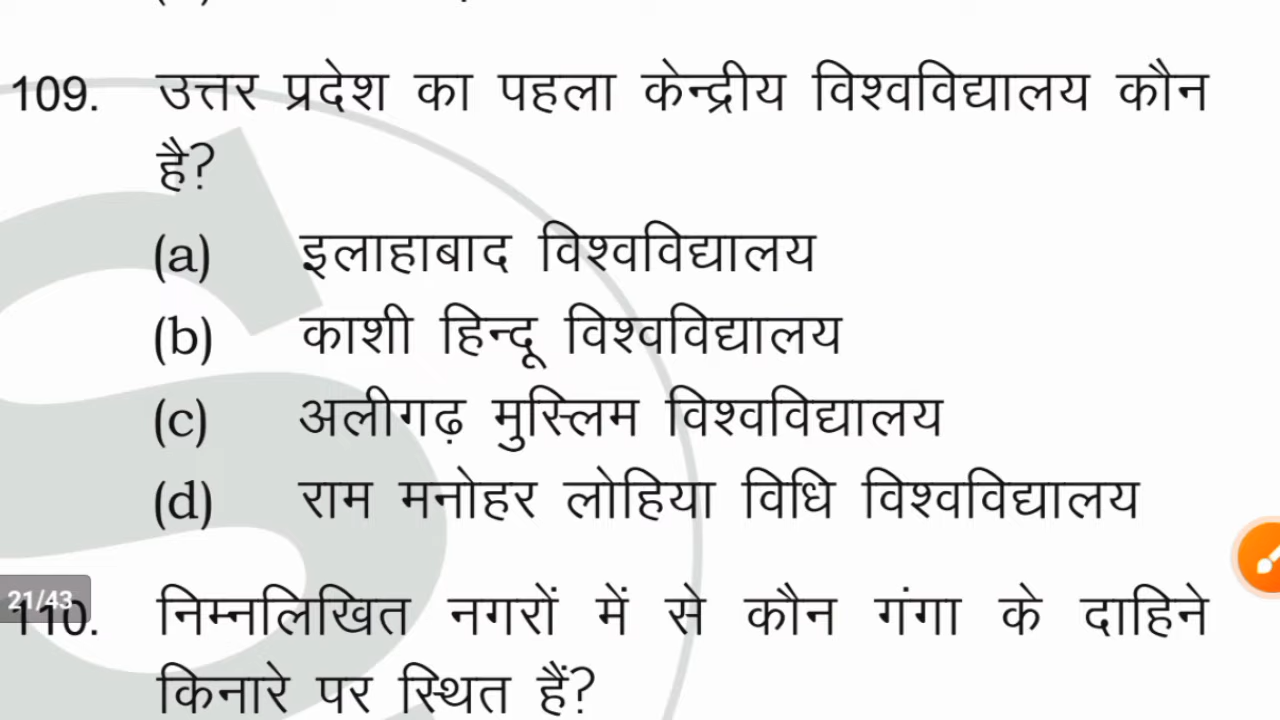 109. उत्तर प्रदेश का पहला केन्द्रीय विश्वविद्यालय कौन
है?
(a) इलाहाबाद विश्वविद्यालय
(b) काशी हिन्दू विश्वविद्यालय
(c) अलीगढ़ मुस्लिम विश्वविद्यालय
(d) राम मनोहर लोहिया विधि विश्वविद्यालय
21/43
110. निम्नलिखित नगरों में से कौन गंगा के दाहिने
किनारे पर स्थित हैं?